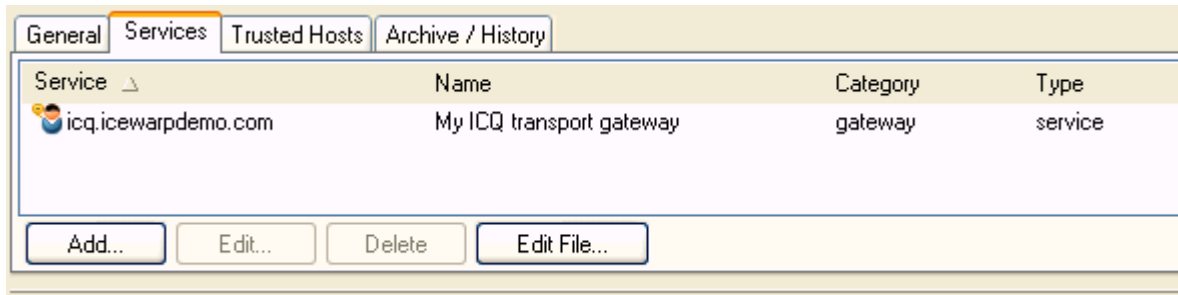 General Services Trusted Hosts Archive / History
Service Name Category Type
icq.icewarpdemo.com My ICQ transport gateway gateway service
Add... Edit... Delete Edit File...